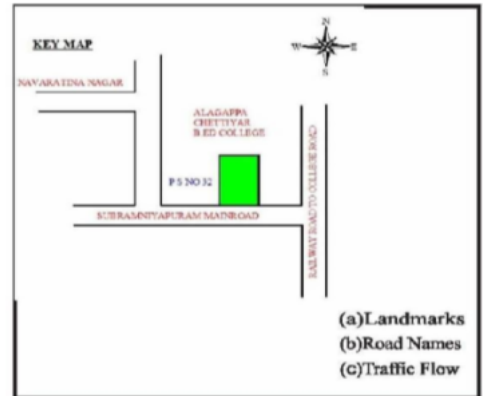 KEY MAP
N
W E
S
NAVARATINA NAGAR
ALAGAPPA
CHETTIYAR
B.ED COLLEGE
P S NO 32
SUBRAMNIYAPURAM MAINROAD
RAILWAY ROAD TO COLLEGE ROAD
(a)Landmarks
(b)Road Names
(c)Traffic Flow